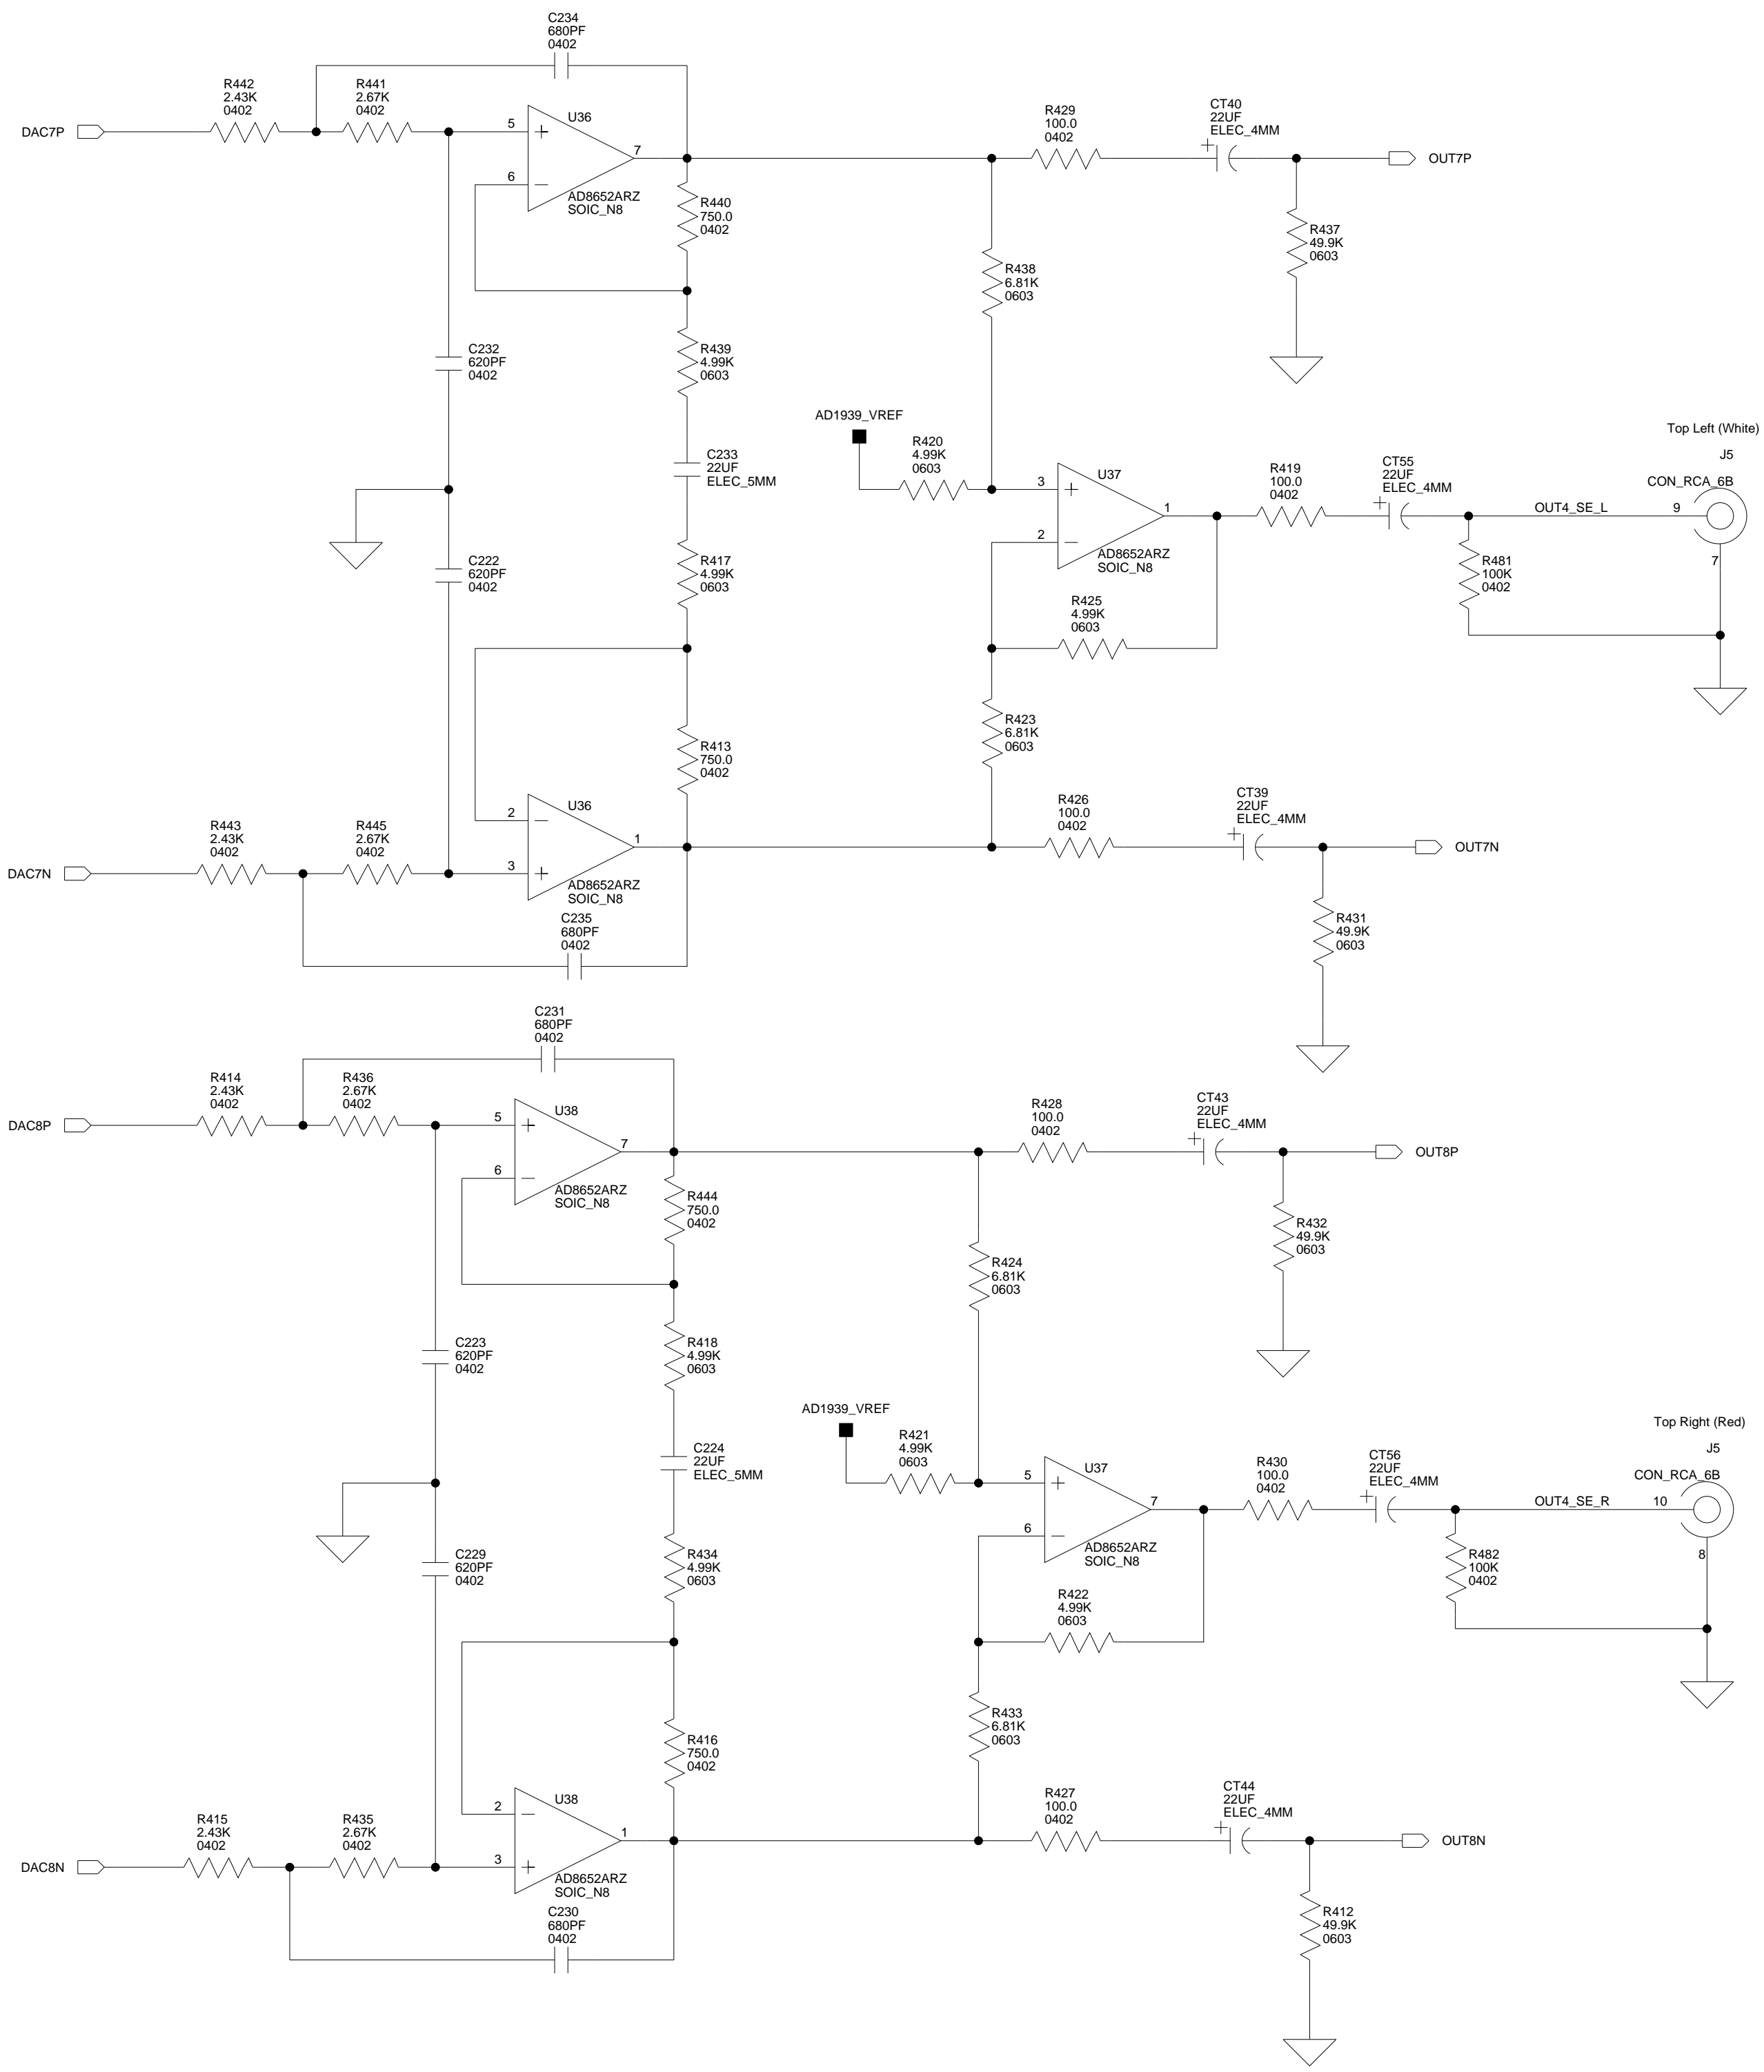 C234
680PF
0402
R442
2.43K
0402
R441
2.67K
0402
DAC7P
5
U36
+
7
6
−
AD8652ARZ
SOIC_N8
R440
750.0
0402
R429
100.0
0402
CT40
22UF
ELEC_4MM
+
OUT7P
R437
49.9K
0603
R438
6.81K
0603
C232
620PF
0402
R439
4.99K
0603
AD1939_VREF
R420
4.99K
0603
C233
22UF
ELEC_5MM
3
U37
+
1
2
−
AD8652ARZ
SOIC_N8
R419
100.0
0402
CT55
22UF
ELEC_4MM
+
OUT4_SE_L
Top Left (White)
J5
CON_RCA_6B
9
7
R481
100K
0402
C222
620PF
0402
R417
4.99K
0603
R425
4.99K
0603
R423
6.81K
0603
R413
750.0
0402
R443
2.43K
0402
R445
2.67K
0402
DAC7N
2
U36
−
1
3
+
AD8652ARZ
SOIC_N8
C235
680PF
0402
R426
100.0
0402
CT39
22UF
ELEC_4MM
+
OUT7N
R431
49.9K
0603
C231
680PF
0402
R414
2.43K
0402
R436
2.67K
0402
DAC8P
5
U38
+
7
6
−
AD8652ARZ
SOIC_N8
R444
750.0
0402
R428
100.0
0402
CT43
22UF
ELEC_4MM
+
OUT8P
R432
49.9K
0603
R424
6.81K
0603
C223
620PF
0402
R418
4.99K
0603
AD1939_VREF
R421
4.99K
0603
C224
22UF
ELEC_5MM
5
U37
+
7
6
−
AD8652ARZ
SOIC_N8
R430
100.0
0402
CT56
22UF
ELEC_4MM
+
OUT4_SE_R
Top Right (Red)
J5
CON_RCA_6B
10
8
R482
100K
0402
C229
620PF
0402
R434
4.99K
0603
R422
4.99K
0603
R433
6.81K
0603
R416
750.0
0402
R415
2.43K
0402
R435
2.67K
0402
DAC8N
2
U38
−
1
3
+
AD8652ARZ
SOIC_N8
C230
680PF
0402
R427
100.0
0402
CT44
22UF
ELEC_4MM
+
OUT8N
R412
49.9K
0603